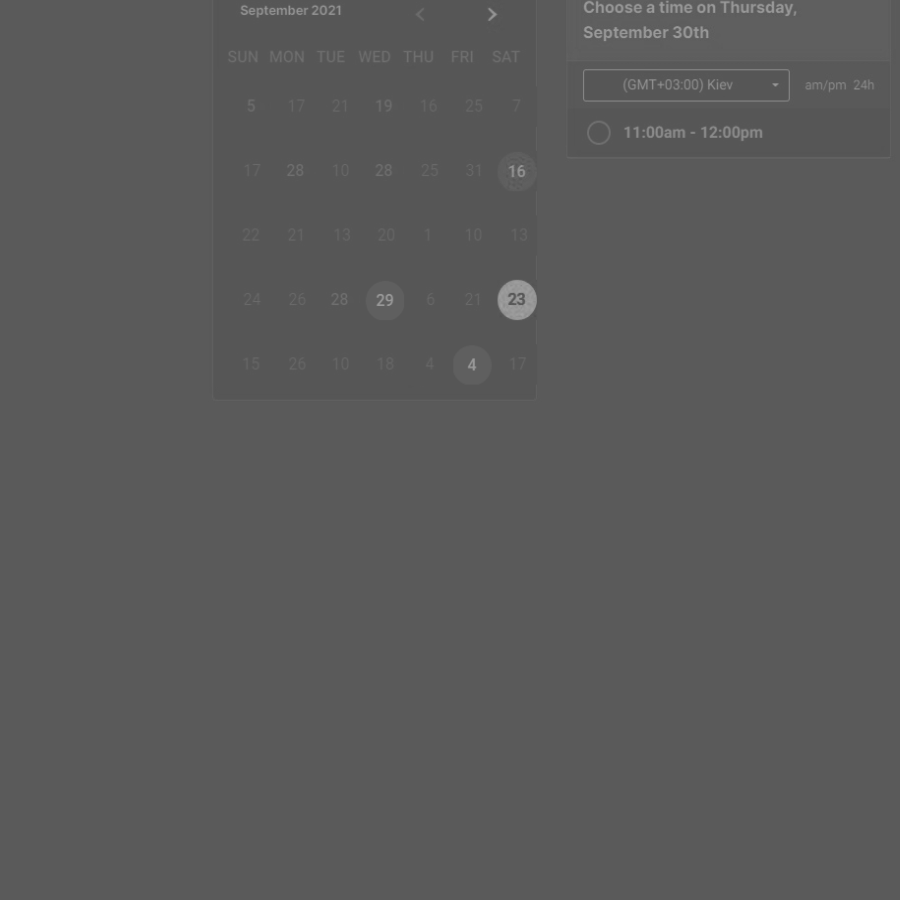 September 2021
SUN MON TUE WED THU FRI SAT
5 17 21 19 16 25 7
17 28 10 28 25 31 16
22 21 13 20 1 10 13
24 26 28 29 6 21 23
15 26 10 18 4 4 17
Choose a time on Thursday,
September 30th
(GMT+03:00) Kiev
am/pm 24h
11:00am - 12:00pm